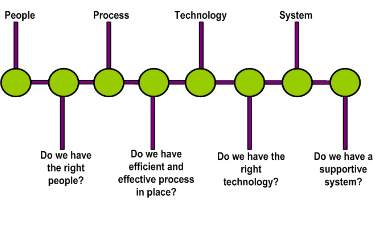 People
Process
Technology
System
Do we have
the right
people?
Do we have
efficient and
effective process
in place?
Do we have the
right
technology?
Do we have a
supportive
system?